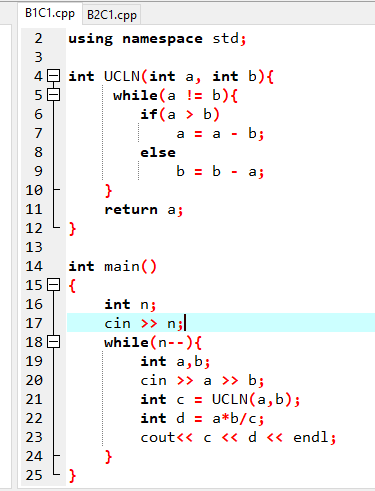 B1C1.cpp B2C1.cpp
2 using namespace std;
3
4 int UCLN(int a, int b){
5 while(a != b){
6 if(a > b)
7 a = a - b;
8 else
9 b = b - a;
10 }
11 return a;
12 }
13
14 int main()
15 {
16 int n;
17 cin >> n;
18 while(n--){
19 int a,b;
20 cin >> a >> b;
21 int c = UCLN(a,b);
22 int d = a*b/c;
23 cout<< c << d << endl;
24 }
25 }